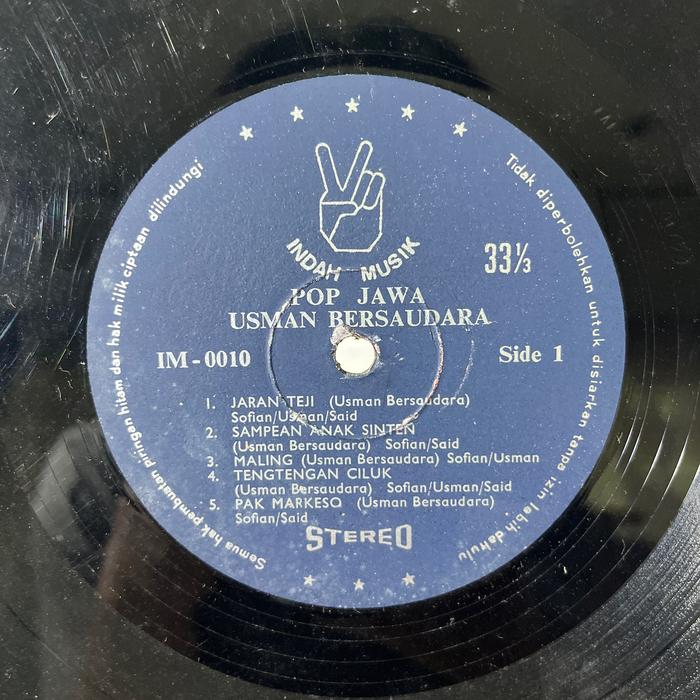 Semua hak pembuatan piringan hitam dan hak milik ciptaan dilindungi
Tidak diperbolehkan untuk disiarkan tanpa izin lebih dahulu
INDAH MUSIK
33⅓
POP JAWA
USMAN BERSAUDARA
IM-0010
Side 1
1. JARAN TEJI (Usman Bersaudara)
Sofian/Usman/Said
2. SAMPEAN ANAK SINTEN
(Usman Bersaudara) Sofian/Said
3. MALING (Usman Bersaudara) Sofian/Usman
4. TENGTENGAN CILUK
(Usman Bersaudara) Sofian/Usman/Said
5. PAK MARKESO (Usman Bersaudara)
Sofian/Said
STEREO